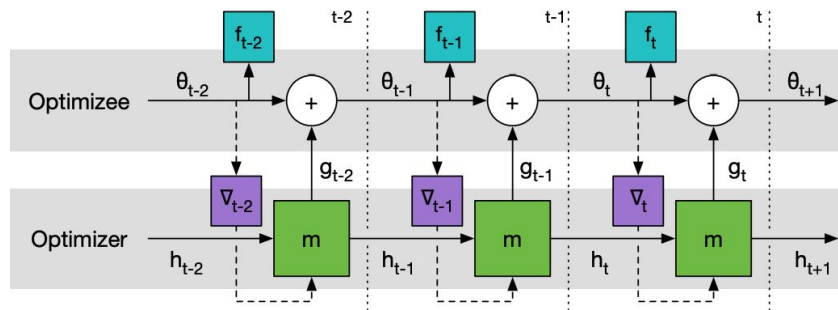 t-2 t-1 t
f_{t-2} f_{t-1} f_t
Optimizee θ_{t-2} + θ_{t-1} + θ_t + θ_{t+1}
g_{t-2} g_{t-1} g_t
∇_{t-2} ∇_{t-1} ∇_t
Optimizer m m m
h_{t-2} h_{t-1} h_t h_{t+1}